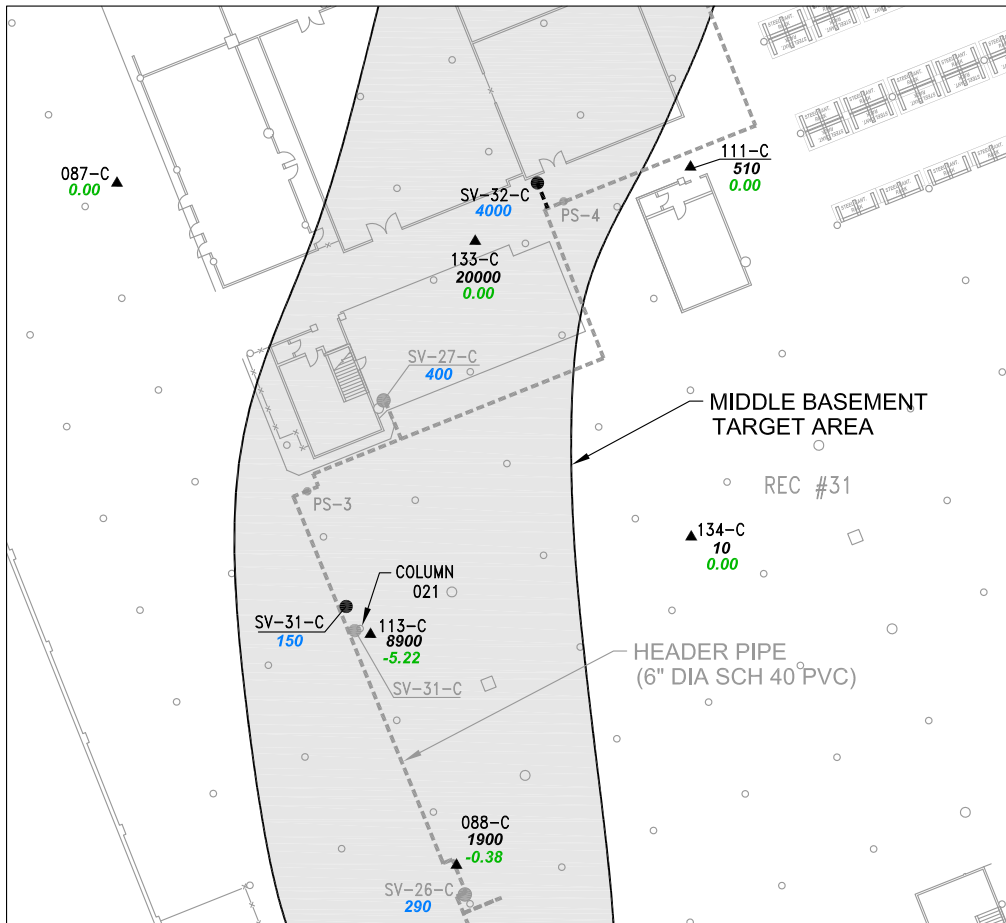 087-C
0.00
111-C
510
0.00
SV-32-C
4000
PS-4
133-C
20000
0.00
SV-27-C
400
MIDDLE BASEMENT
TARGET AREA
REC #31
PS-3
134-C
10
0.00
COLUMN
021
SV-31-C
150
113-C
8900
-5.22
SV-31-C
HEADER PIPE
(6" DIA SCH 40 PVC)
088-C
1900
-0.38
SV-26-C
290